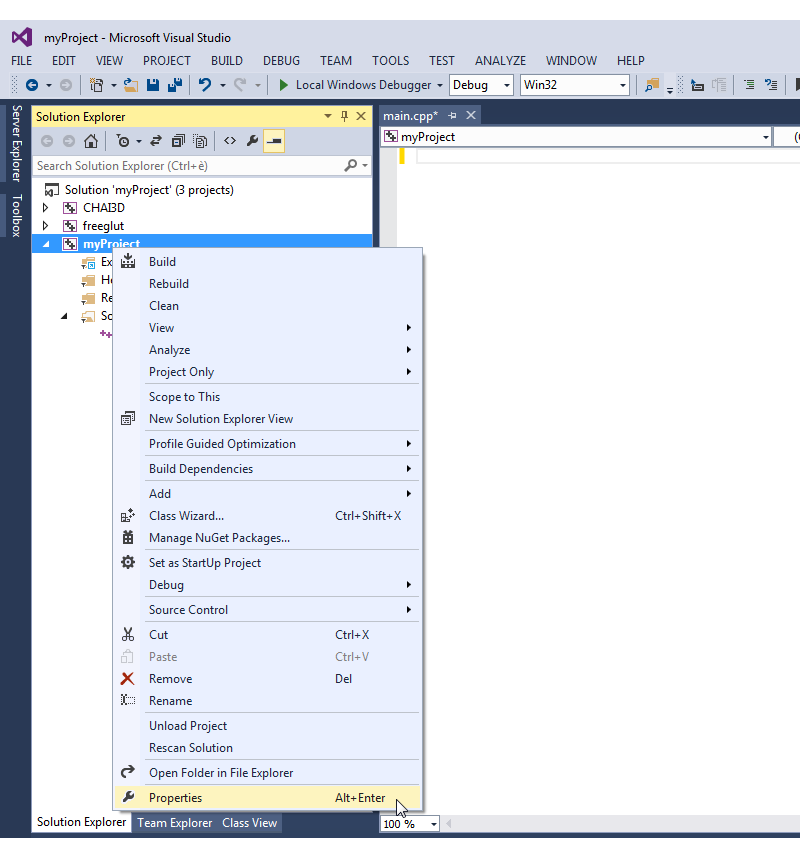 myProject - Microsoft Visual Studio
FILE EDIT VIEW PROJECT BUILD DEBUG TEAM TOOLS TEST ANALYZE WINDOW HELP
Local Windows Debugger Debug Win32
Server Explorer
Toolbox
Solution Explorer
Search Solution Explorer (Ctrl+è)
Solution 'myProject' (3 projects)
CHAI3D
freeglut
myProject
Ex
He
Re
So
main.cpp*
myProject
Build
Rebuild
Clean
View
Analyze
Project Only
Scope to This
New Solution Explorer View
Profile Guided Optimization
Build Dependencies
Add
Class Wizard... Ctrl+Shift+X
Manage NuGet Packages...
Set as StartUp Project
Debug
Source Control
Cut Ctrl+X
Paste Ctrl+V
Remove Del
Rename
Unload Project
Rescan Solution
Open Folder in File Explorer
Properties Alt+Enter
Solution Explorer Team Explorer Class View
100 %